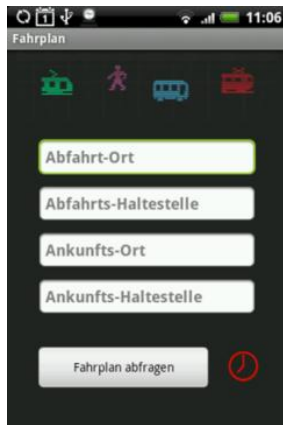 11:06
Fahrplan
Abfahrt-Ort
Abfahrts-Haltestelle
Ankunfts-Ort
Ankunfts-Haltestelle
Fahrplan abfragen